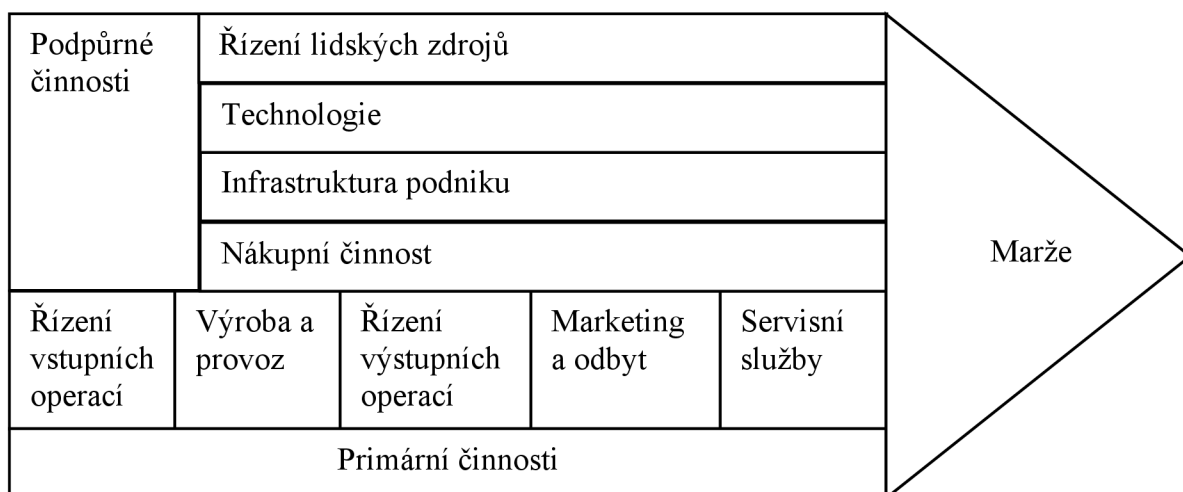 Podpůrné
činnosti
Řízení lidských zdrojů
Technologie
Infrastruktura podniku
Nákupní činnost
Marže
Řízení
vstupních
operací
Výroba a
provoz
Řízení
výstupních
operací
Marketing
a odbyt
Servisní
služby
Primární činnosti